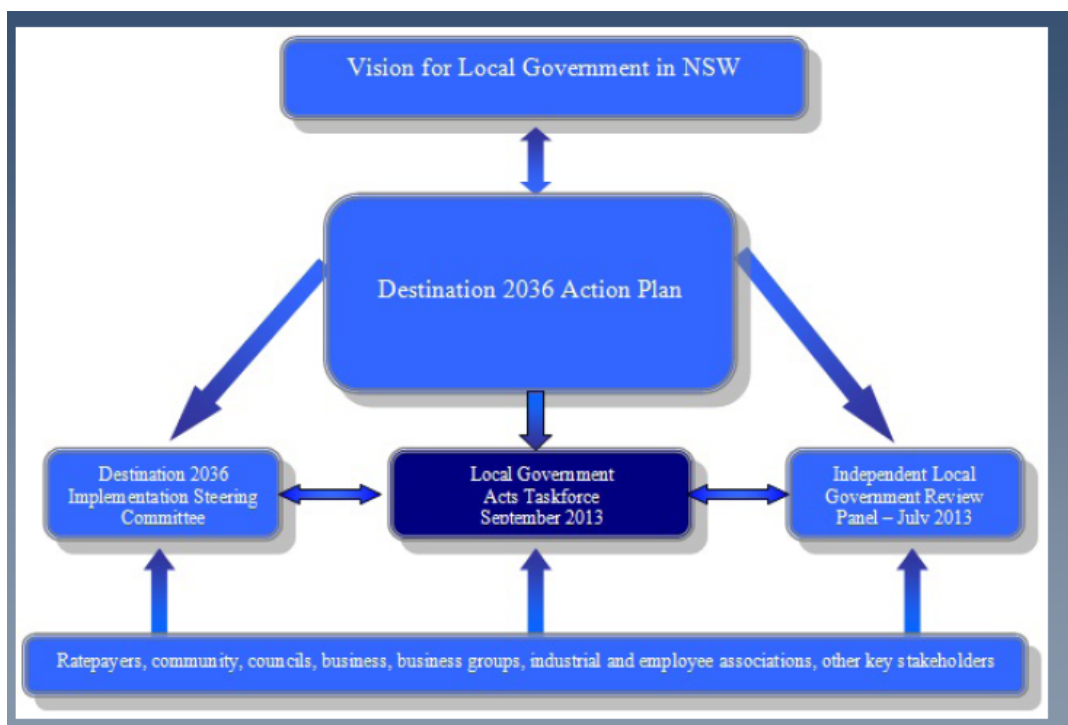 Vision for Local Government in NSW
Destination 2036 Action Plan
Destination 2036
Implementation Steering
Committee
Local Government
Acts Taskforce
September 2013
Independent Local
Government Review
Panel – July 2013
Ratepayers, community, councils, business, business groups, industrial and employee associations, other key stakeholders